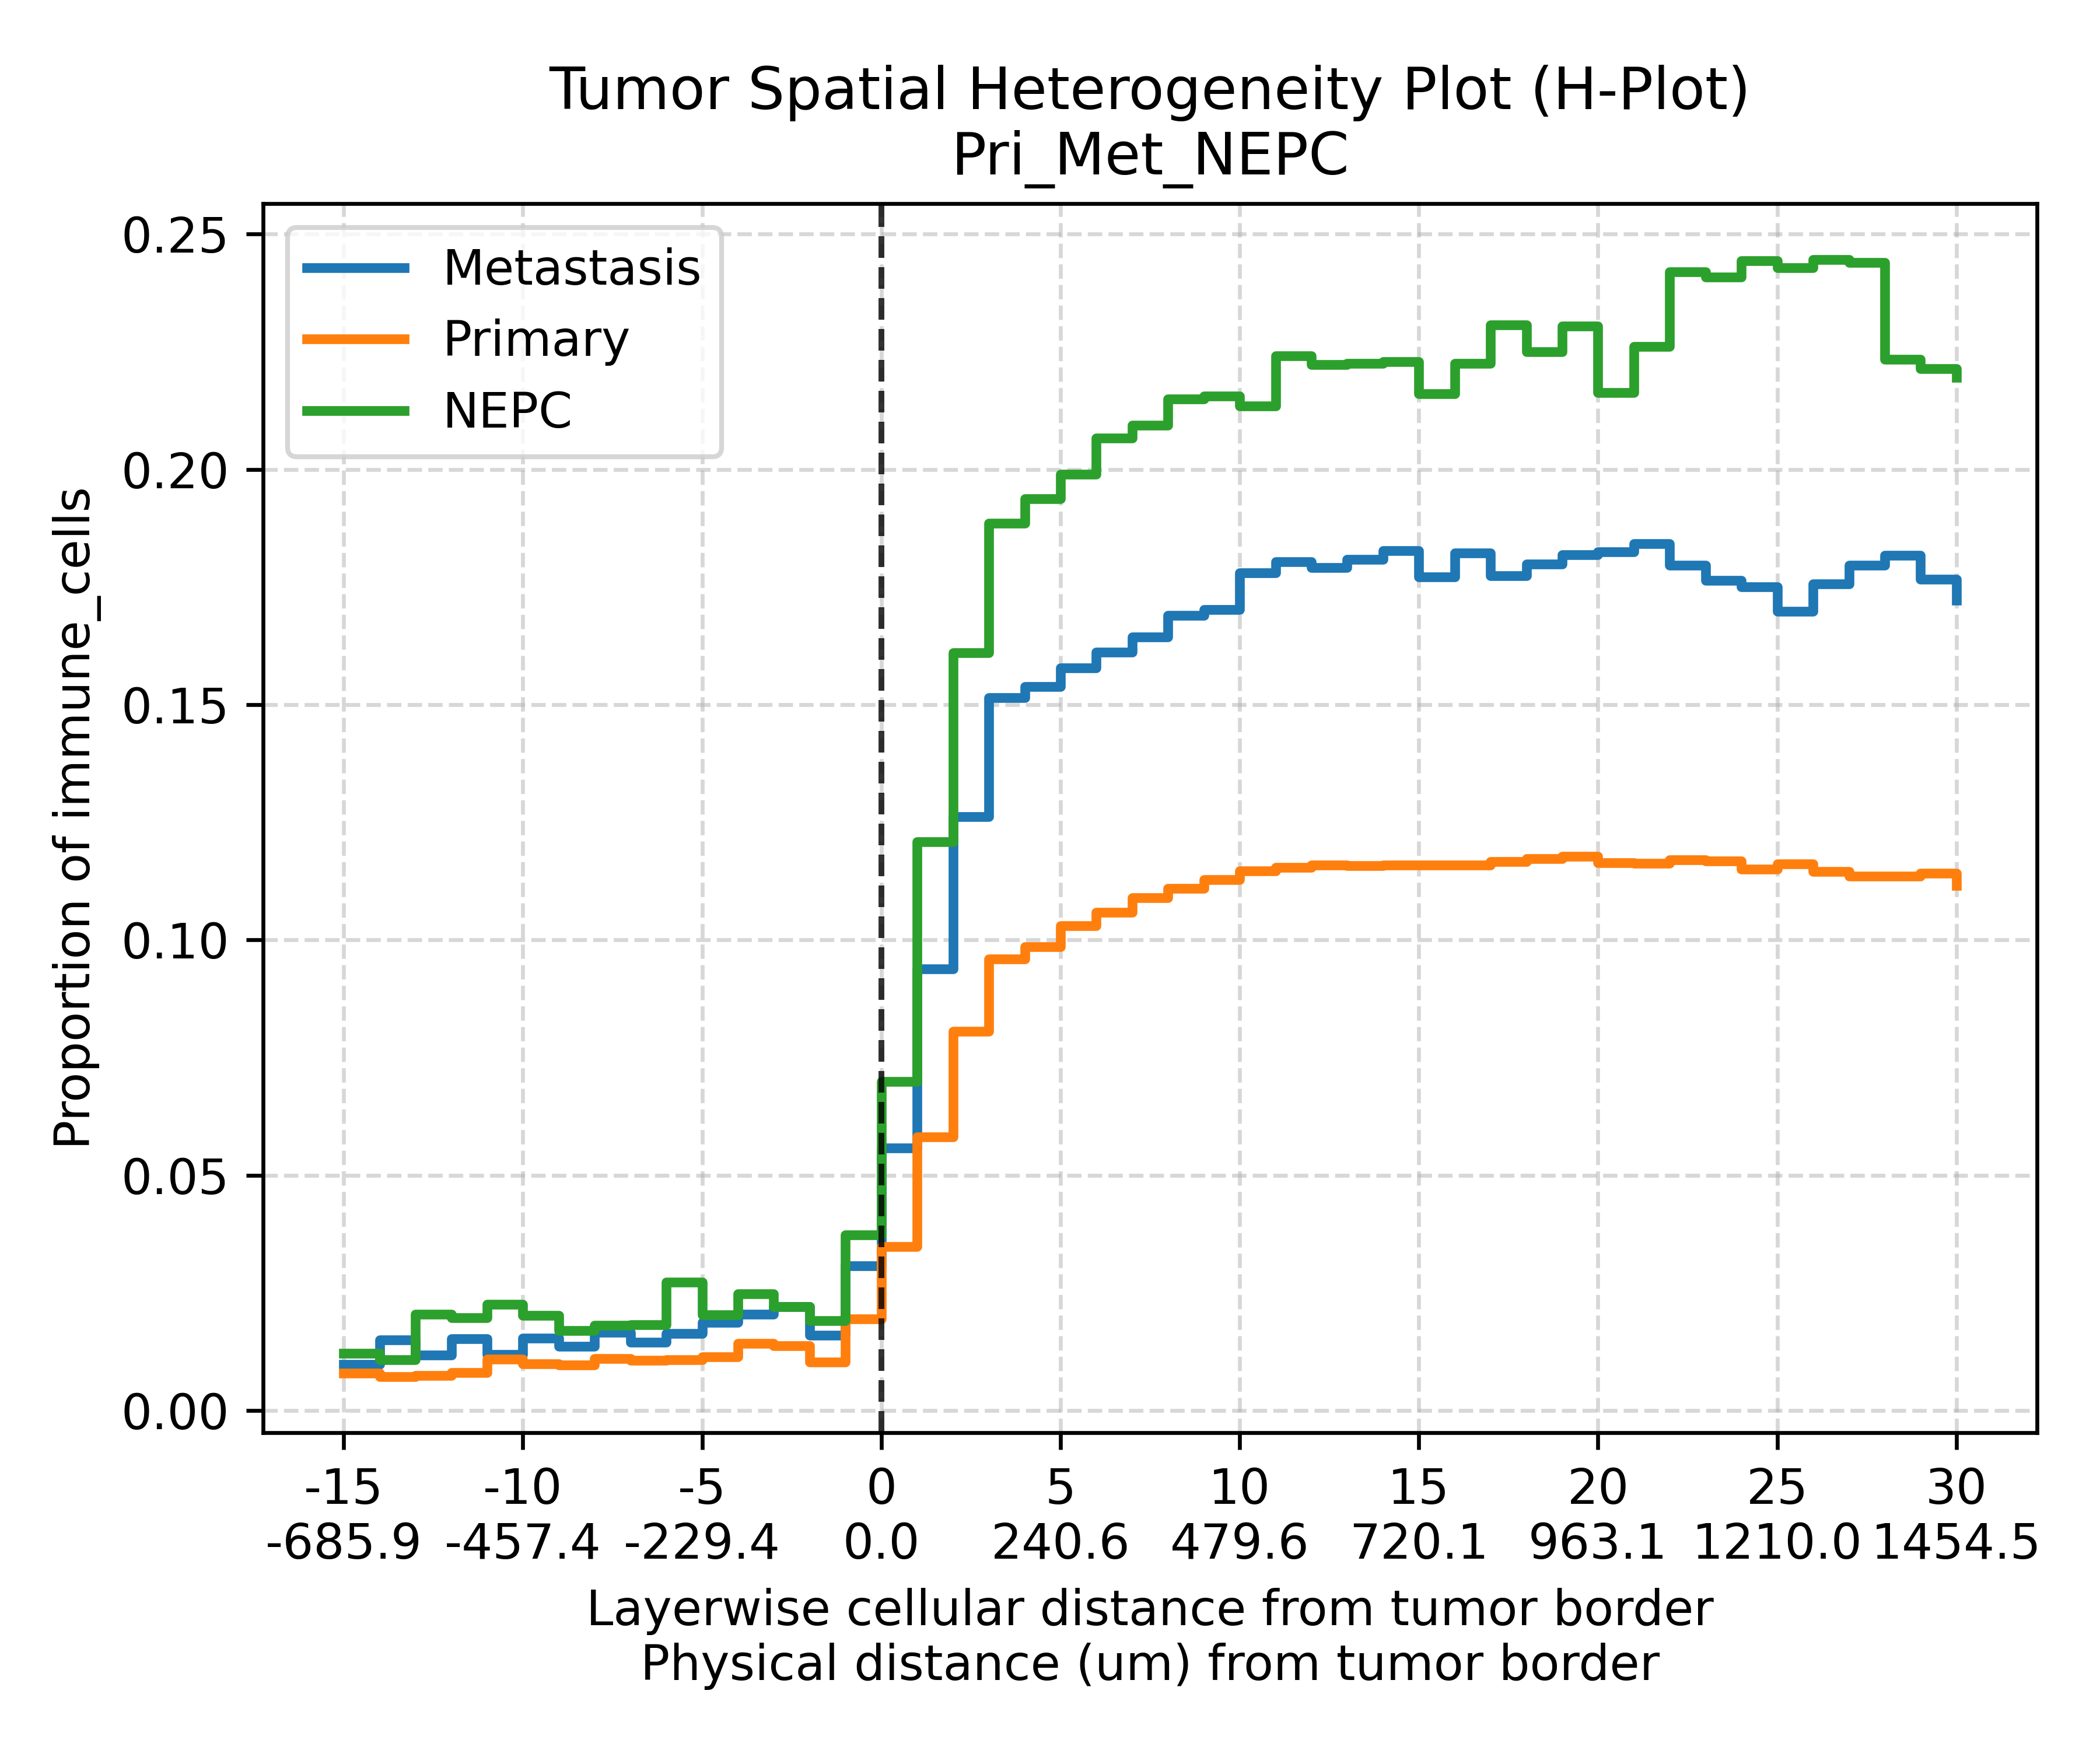 Tumor Spatial Heterogeneity Plot (H-Plot)
Pri_Met_NEPC
Metastasis
Primary
NEPC
0.25
0.20
0.15
0.10
0.05
0.00
Proportion of immune_cells
-15 -10 -5 0 5 10 15 20 25 30
-685.9 -457.4 -229.4 0.0 240.6 479.6 720.1 963.1 1210.0 1454.5
Layerwise cellular distance from tumor border
Physical distance (um) from tumor border